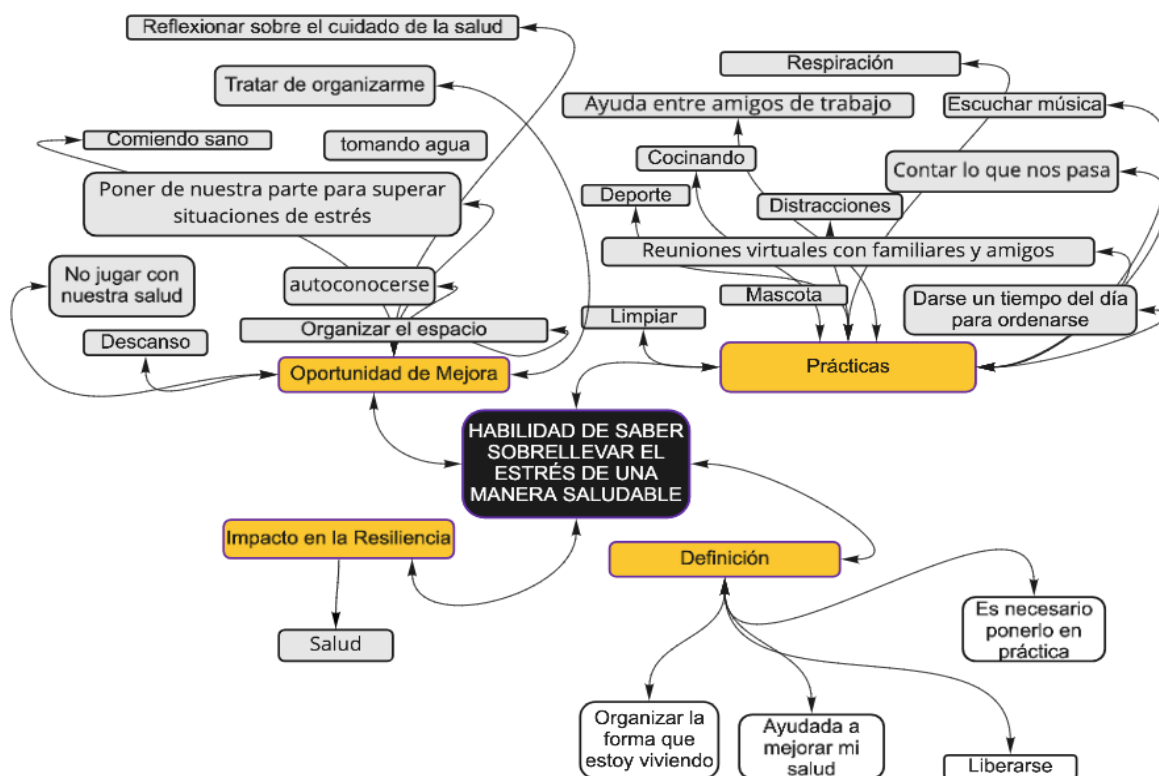 Reflexionar sobre el cuidado de la salud
Tratar de organizarme
Comiendo sano
tomando agua
Poner de nuestra parte para superar
situaciones de estrés
No jugar con
nuestra salud
autoconocerse
Organizar el espacio
Descanso
Oportunidad de Mejora
Respiración
Ayuda entre amigos de trabajo
Escuchar música
Cocinando
Contar lo que nos pasa
Deporte
Distracciones
Reuniones virtuales con familiares y amigos
Mascota
Darse un tiempo del día
para ordenarse
Limpiar
Prácticas
HABILIDAD DE SABER
SOBRELLEVAR EL
ESTRÉS DE UNA
MANERA SALUDABLE
Impacto en la Resiliencia
Salud
Definición
Es necesario
ponerlo en
práctica
Organizar la
forma que
estoy viviendo
Ayudada a
mejorar mi
salud
Liberarse